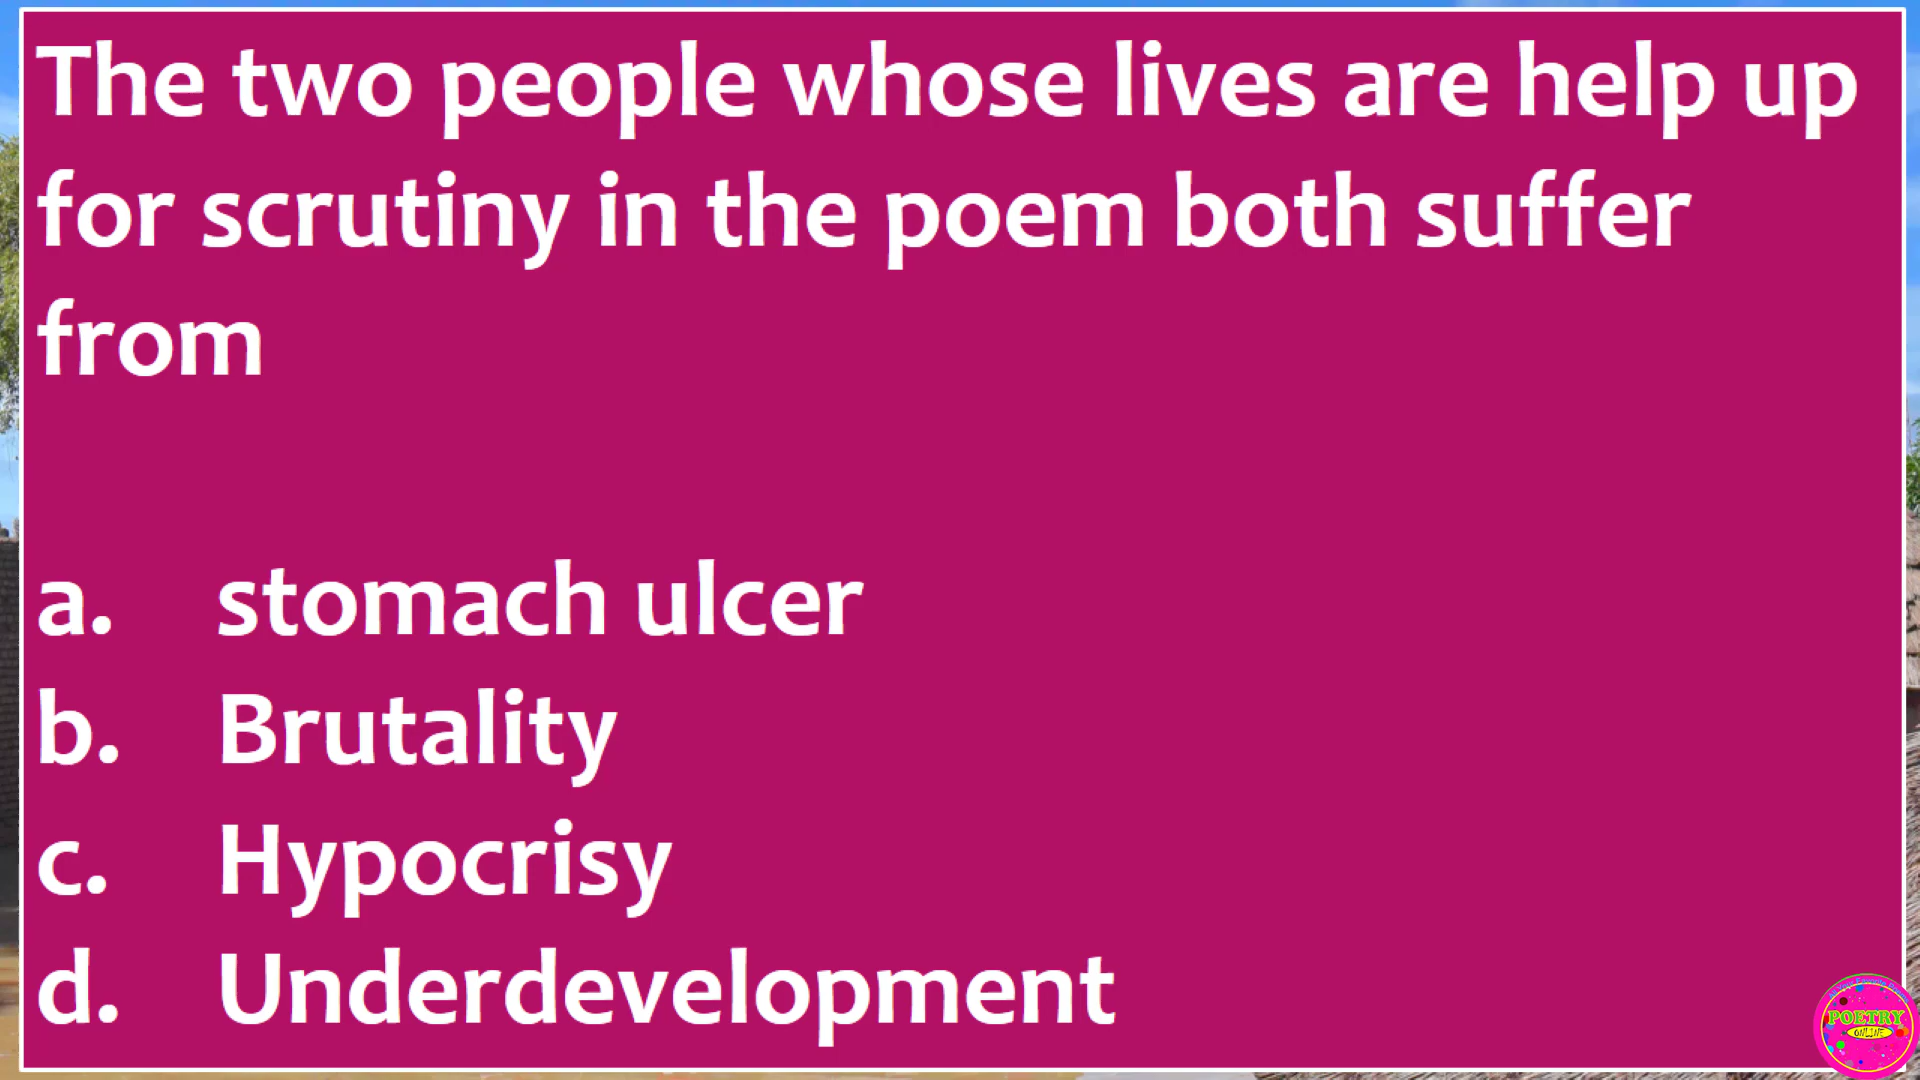 The two people whose lives are help up
for scrutiny in the poem both suffer
from
a. stomach ulcer
b. Brutality
c. Hypocrisy
d. Underdevelopment
POETRY
ONLINE